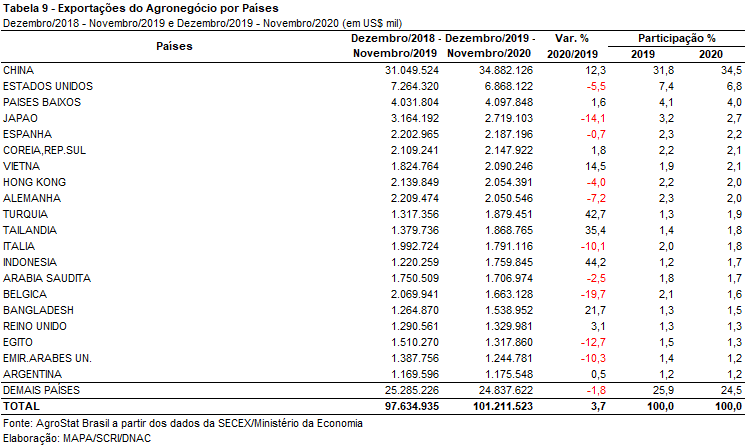 Tabela 9 - Exportações do Agronegócio por Países
Dezembro/2018 - Novembro/2019 e Dezembro/2019 - Novembro/2020 (em US$ mil)
Países Dezembro/2018 - Novembro/2019 Dezembro/2019 - Novembro/2020 Var. % 2020/2019 Participação %
2019 2020
CHINA 31.049.524 34.882.126 12,3 31,8 34,5
ESTADOS UNIDOS 7.264.320 6.868.122 -5,5 7,4 6,8
PAISES BAIXOS 4.031.804 4.097.848 1,6 4,1 4,0
JAPAO 3.164.192 2.719.103 -14,1 3,2 2,7
ESPANHA 2.202.965 2.187.196 -0,7 2,3 2,2
COREIA,REP.SUL 2.109.241 2.147.922 1,8 2,2 2,1
VIETNA 1.824.764 2.090.246 14,5 1,9 2,1
HONG KONG 2.139.849 2.054.391 -4,0 2,2 2,0
ALEMANHA 2.209.474 2.050.546 -7,2 2,3 2,0
TURQUIA 1.317.356 1.879.451 42,7 1,3 1,9
TAILANDIA 1.379.736 1.868.765 35,4 1,4 1,8
ITALIA 1.992.724 1.791.116 -10,1 2,0 1,8
INDONESIA 1.220.259 1.759.845 44,2 1,2 1,7
ARABIA SAUDITA 1.750.509 1.706.974 -2,5 1,8 1,7
BELGICA 2.069.941 1.663.128 -19,7 2,1 1,6
BANGLADESH 1.264.870 1.538.952 21,7 1,3 1,5
REINO UNIDO 1.290.561 1.329.981 3,1 1,3 1,3
EGITO 1.510.270 1.317.860 -12,7 1,5 1,3
EMIR.ARABES UN. 1.387.756 1.244.781 -10,3 1,4 1,2
ARGENTINA 1.169.596 1.175.548 0,5 1,2 1,2
DEMAIS PAÍSES 25.285.226 24.837.622 -1,8 25,9 24,5
TOTAL 97.634.935 101.211.523 3,7 100,0 100,0
Fonte: AgroStat Brasil a partir dos dados da SECEX/Ministério da Economia
Elaboração: MAPA/SCRI/DNAC